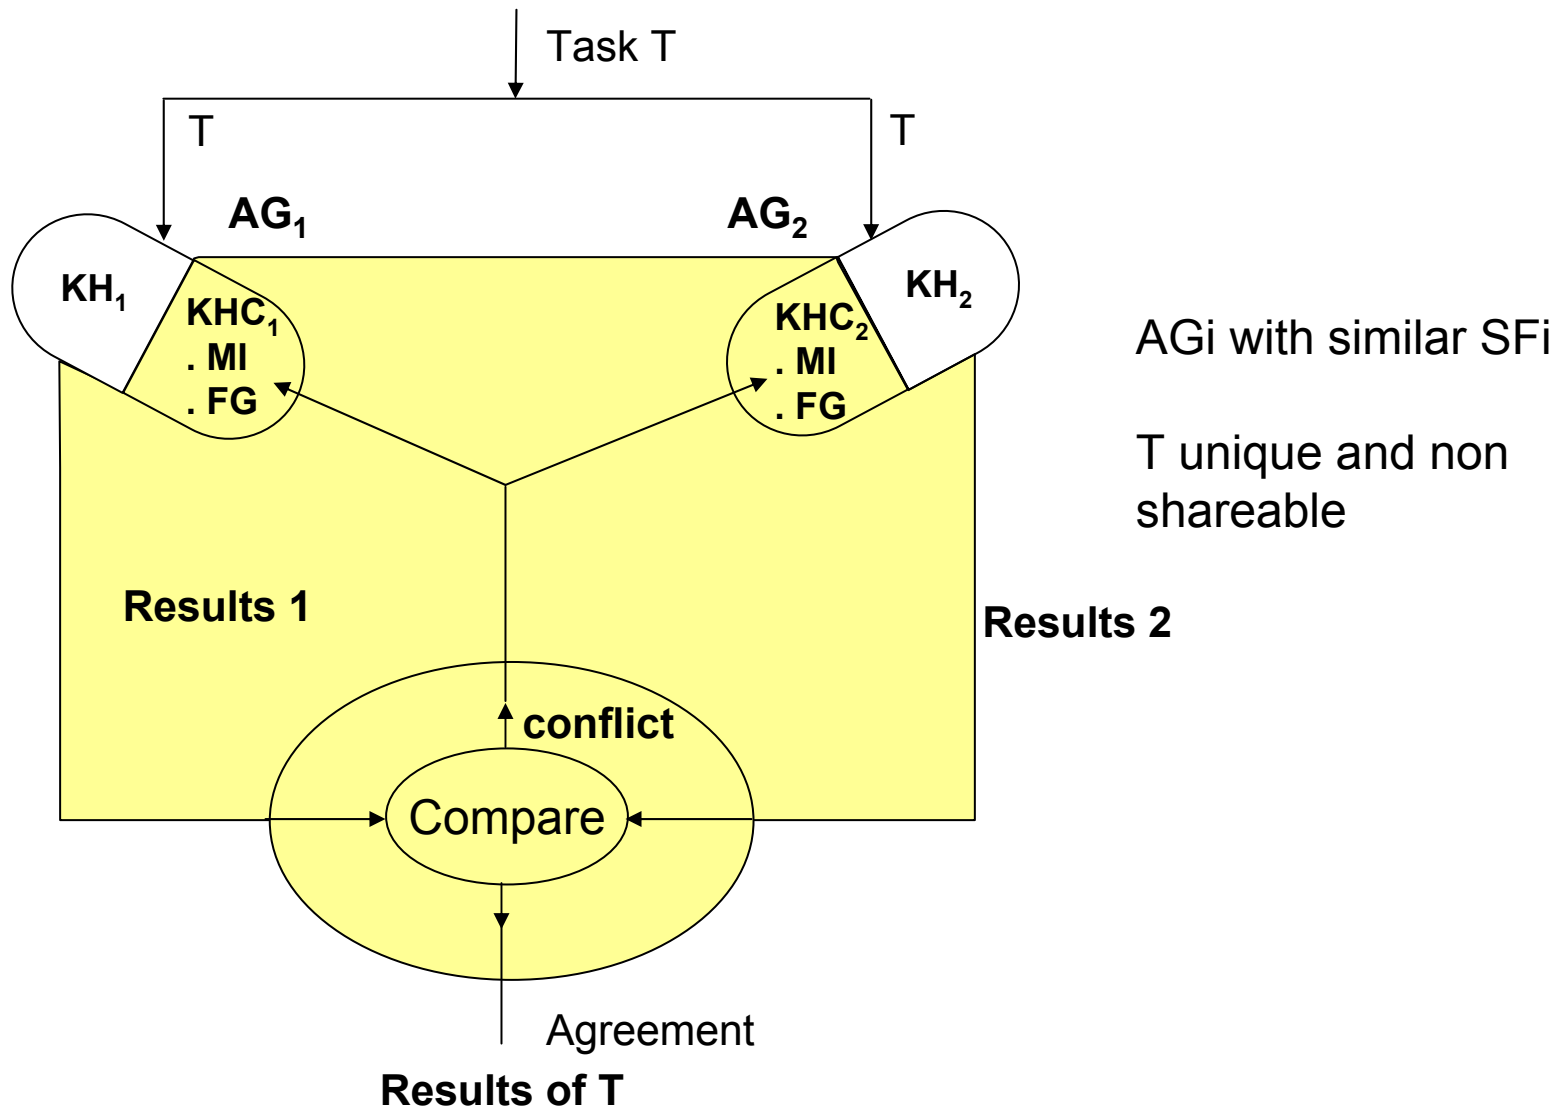 Task T
T
T
AG₁
AG₂
KH₁
KHC₁
. MI
. FG
KHC₂
. MI
. FG
KH₂
AGi with similar SFi
T unique and non
shareable
Results 1
Results 2
conflict
Compare
Agreement
Results of T